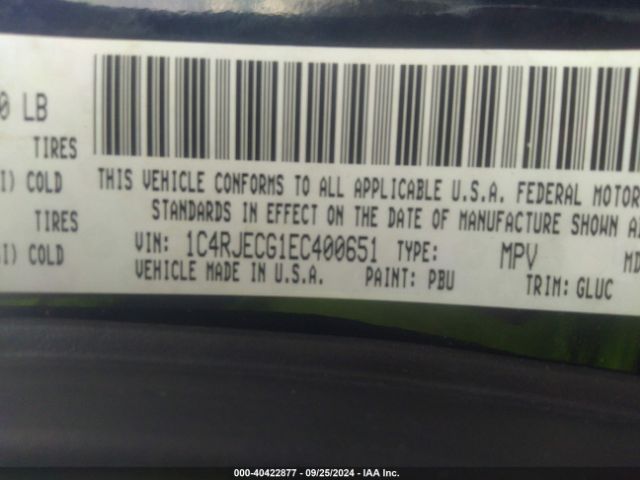 0 LB
TIRES
I) COLD
TIRES
SI) COLD
THIS VEHICLE CONFORMS TO ALL APPLICABLE U.S.A. FEDERAL MOTOR
STANDARDS IN EFFECT ON THE DATE OF MANUFACTURE SHOWN
VIN: 1C4RJECG1EC400651 TYPE: MPV MD
VEHICLE MADE IN U.S.A. PAINT: PBU TRIM: GLUC
000-40422877 - 09/25/2024 - IAA Inc.